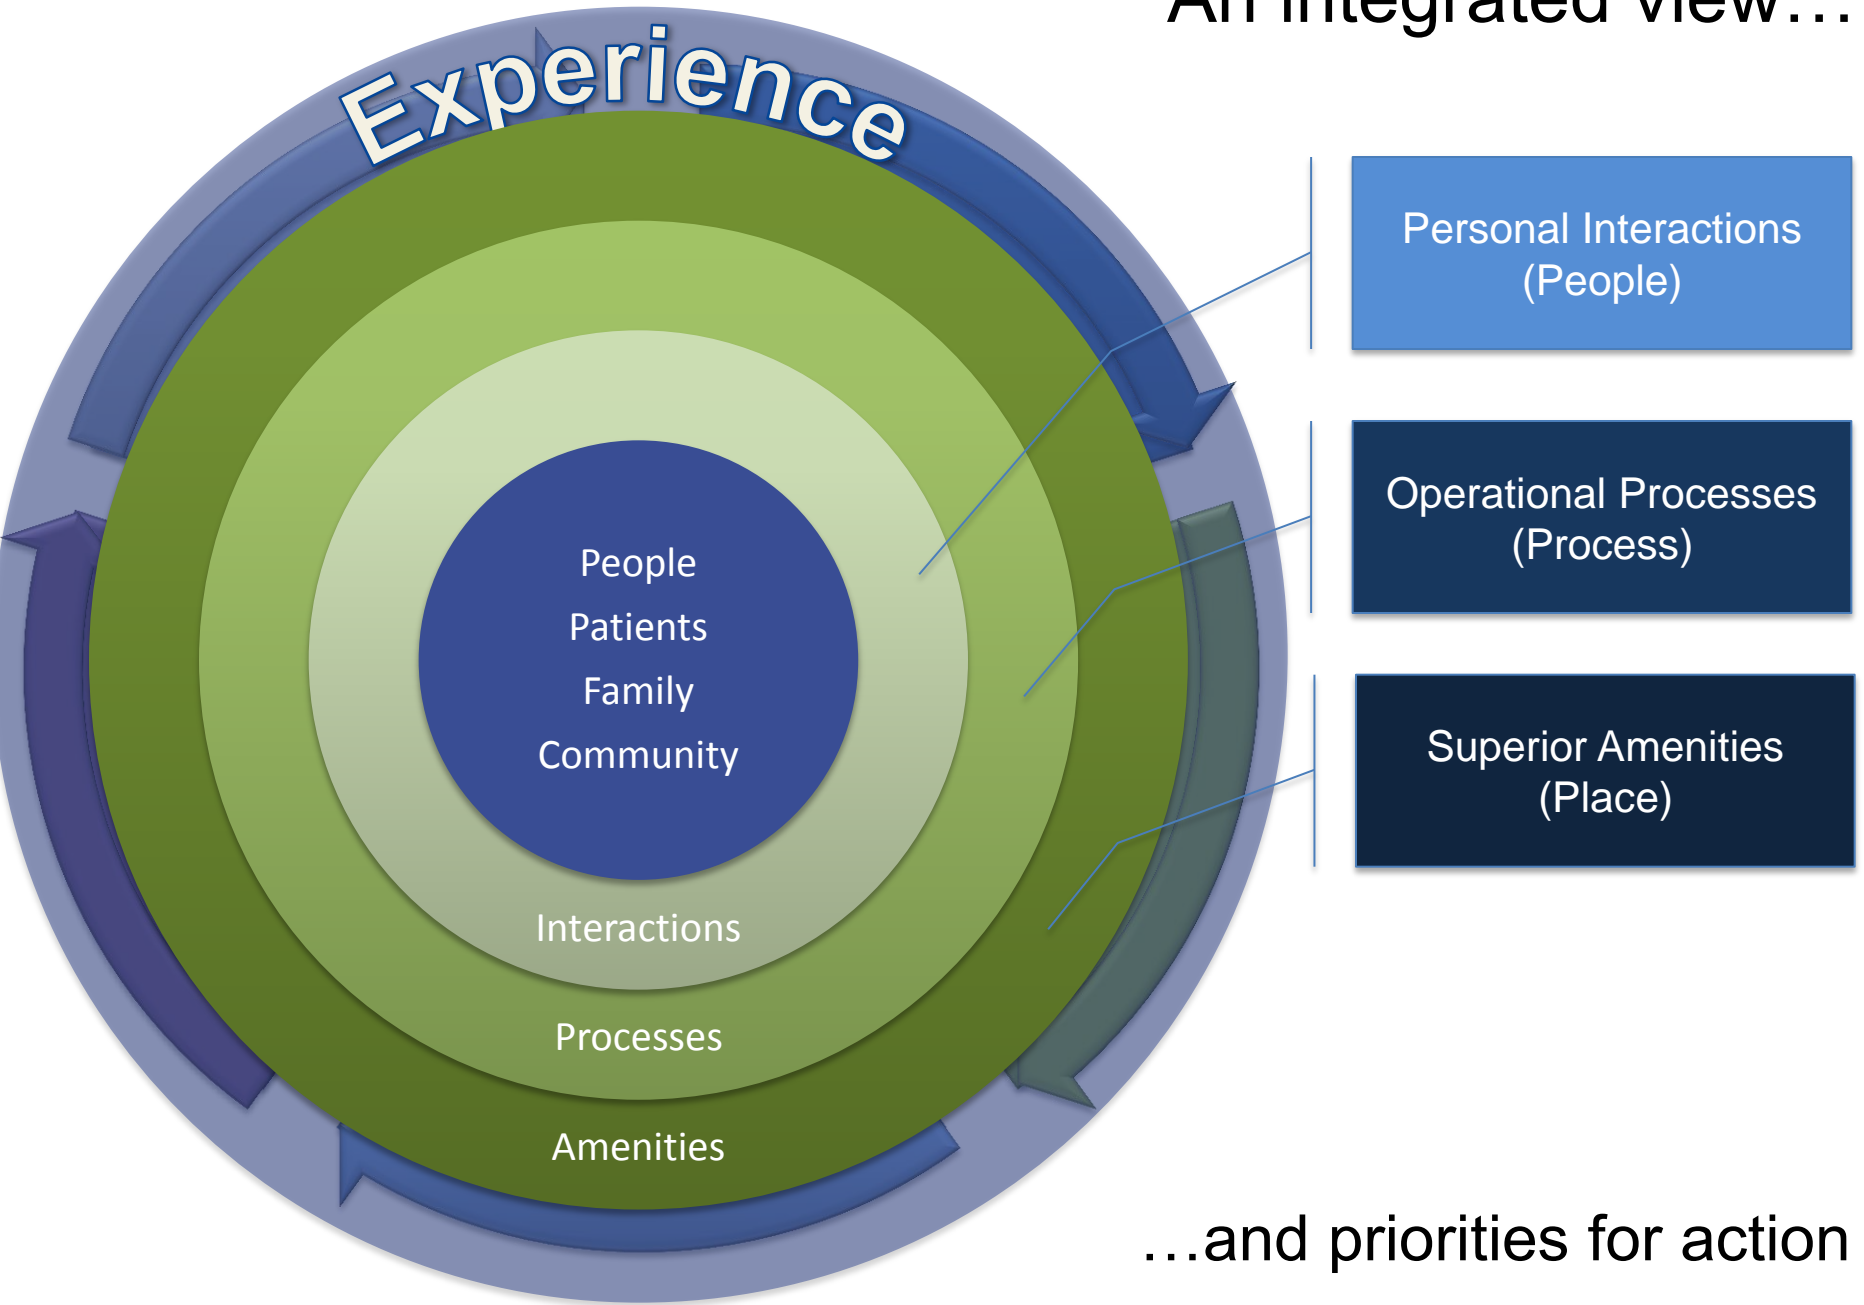 An integrated view…
Experience
Personal Interactions
(People)
Operational Processes
(Process)
Superior Amenities
(Place)
People
Patients
Family
Community
Interactions
Processes
Amenities
…and priorities for action